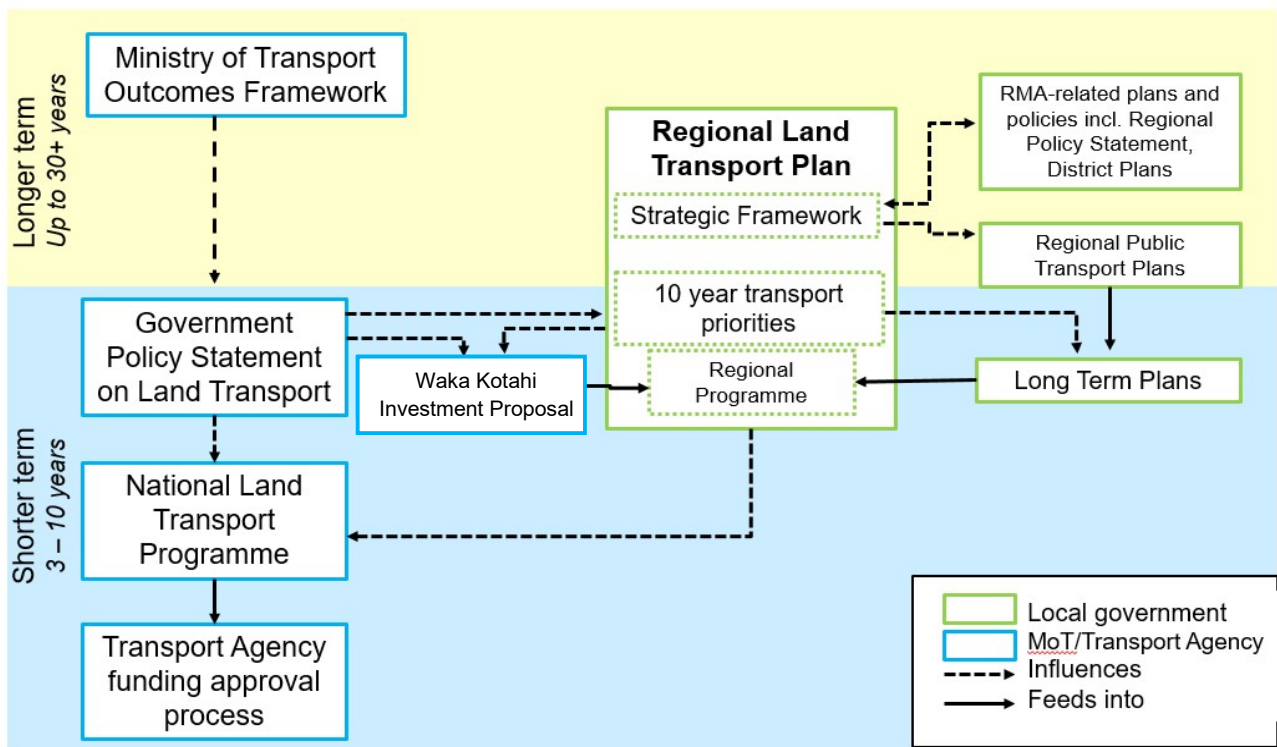 Longer term
Up to 30+ years
Ministry of Transport
Outcomes Framework
Regional Land
Transport Plan
Strategic Framework
RMA-related plans and
policies incl. Regional
Policy Statement,
District Plans
Regional Public
Transport Plans
Shorter term
3 – 10 years
Government
Policy Statement
on Land Transport
10 year transport
priorities
Waka Kotahi
Investment Proposal
Regional
Programme
Long Term Plans
National Land
Transport
Programme
Transport Agency
funding approval
process
Local government
MoT/Transport Agency
Influences
Feeds into